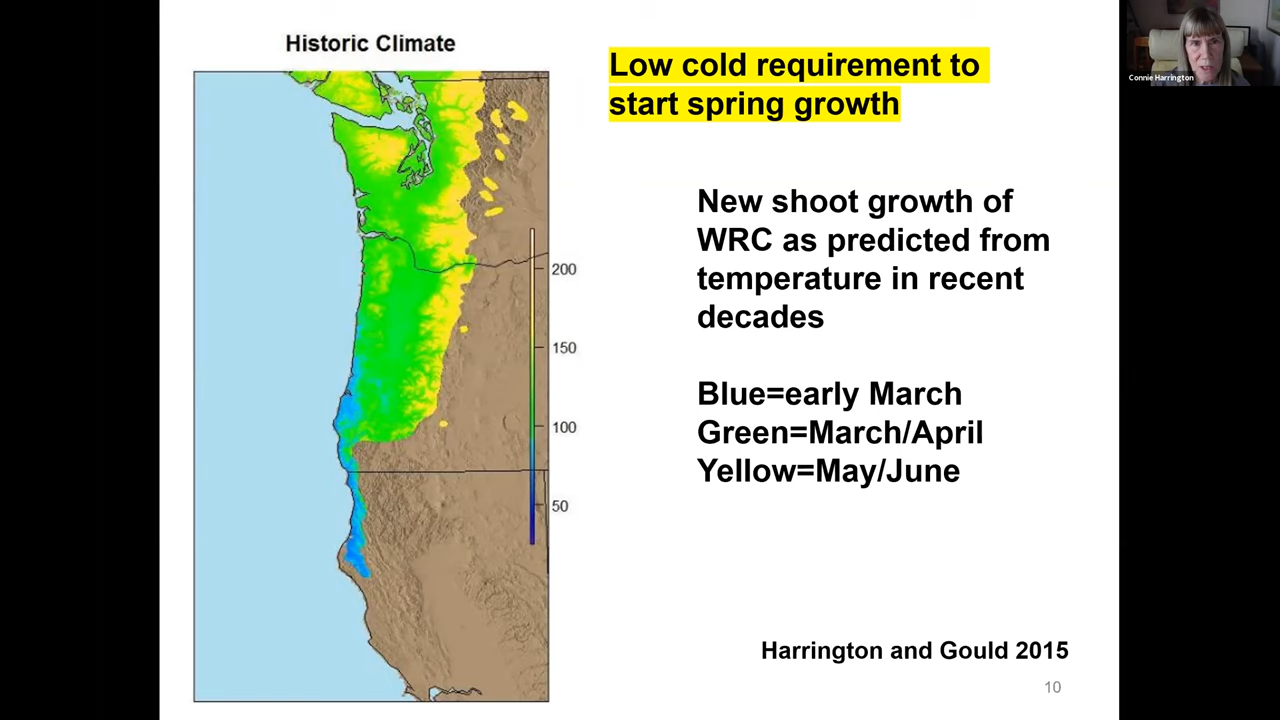 Historic Climate
200
150
100
50
Low cold requirement to
start spring growth
New shoot growth of
WRC as predicted from
temperature in recent
decades
Blue=early March
Green=March/April
Yellow=May/June
Harrington and Gould 2015
10
Connie Harrington